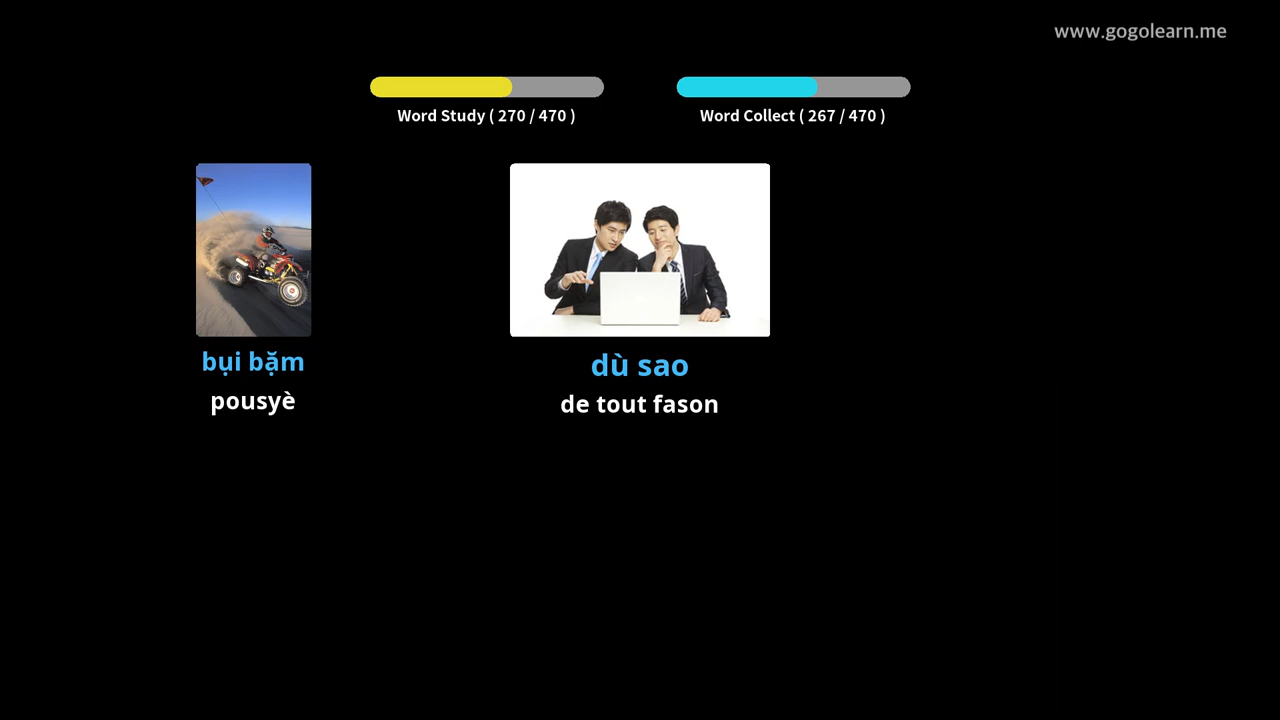 www.gogolearn.me
Word Study ( 270 / 470 )
Word Collect ( 267 / 470 )
bụi bặm
pousyè
dù sao
de tout fason